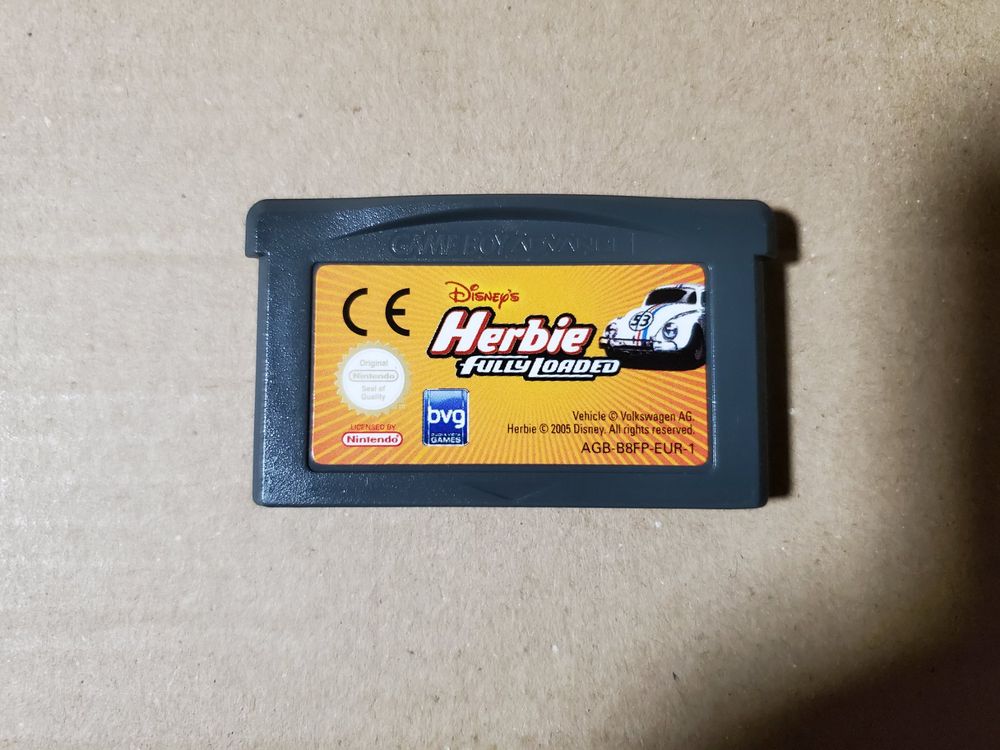 GAME BOY ADVANCE
CE
Disney's
Herbie
FULLY LOADED
53
Original
Nintendo
Seal of
Quality
LICENSED BY
Nintendo
bvg
GAMES
Vehicle © Volkswagen AG.
Herbie © 2005 Disney. All rights reserved.
AGB-B8FP-EUR-1